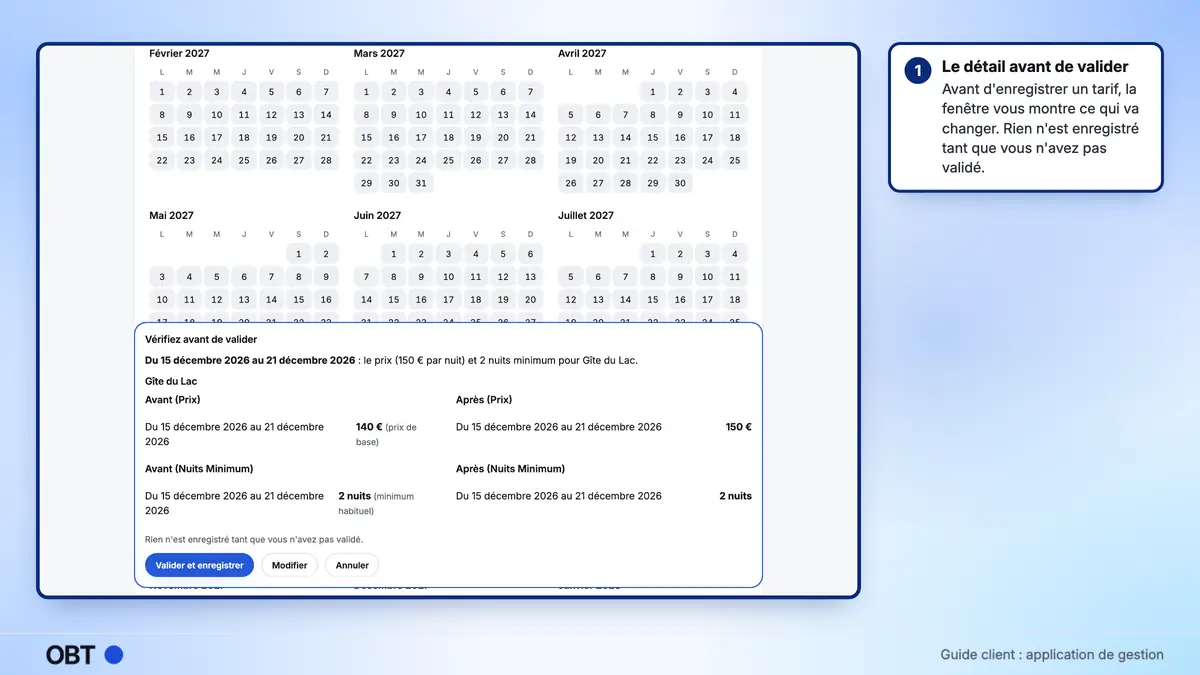 Février 2027 Mars 2027 Avril 2027
L M M J V S D L M M J V S D L M M J V S D
1 2 3 4 5 6 7 1 2 3 4 5 6 7 1 2 3 4
8 9 10 11 12 13 14 8 9 10 11 12 13 14 5 6 7 8 9 10 11
15 16 17 18 19 20 21 15 16 17 18 19 20 21 12 13 14 15 16 17 18
22 23 24 25 26 27 28 22 23 24 25 26 27 28 19 20 21 22 23 24 25
29 30 31 26 27 28 29 30
Mai 2027 Juin 2027 Juillet 2027
L M M J V S D L M M J V S D L M M J V S D
1 2 1 2 3 4 5 6 1 2 3 4
3 4 5 6 7 8 9 7 8 9 10 11 12 13 5 6 7 8 9 10 11
10 11 12 13 14 15 16 14 15 16 17 18 19 20 12 13 14 15 16 17 18
Vérifiez avant de valider
Du 15 décembre 2026 au 21 décembre 2026 : le prix (150 € par nuit) et 2 nuits minimum pour Gîte du Lac.
Gîte du Lac
Avant (Prix) Après (Prix)
Du 15 décembre 2026 au 21 décembre 140 € (prix de Du 15 décembre 2026 au 21 décembre 2026 150 €
2026 base)
Avant (Nuits Minimum) Après (Nuits Minimum)
Du 15 décembre 2026 au 21 décembre 2 nuits (minimum Du 15 décembre 2026 au 21 décembre 2026 2 nuits
2026 habituel)
Rien n'est enregistré tant que vous n'avez pas validé.
Valider et enregistrer Modifier Annuler
1 Le détail avant de valider
Avant d'enregistrer un tarif, la
fenêtre vous montre ce qui va
changer. Rien n'est enregistré
tant que vous n'avez pas
validé.
OBT
Guide client : application de gestion